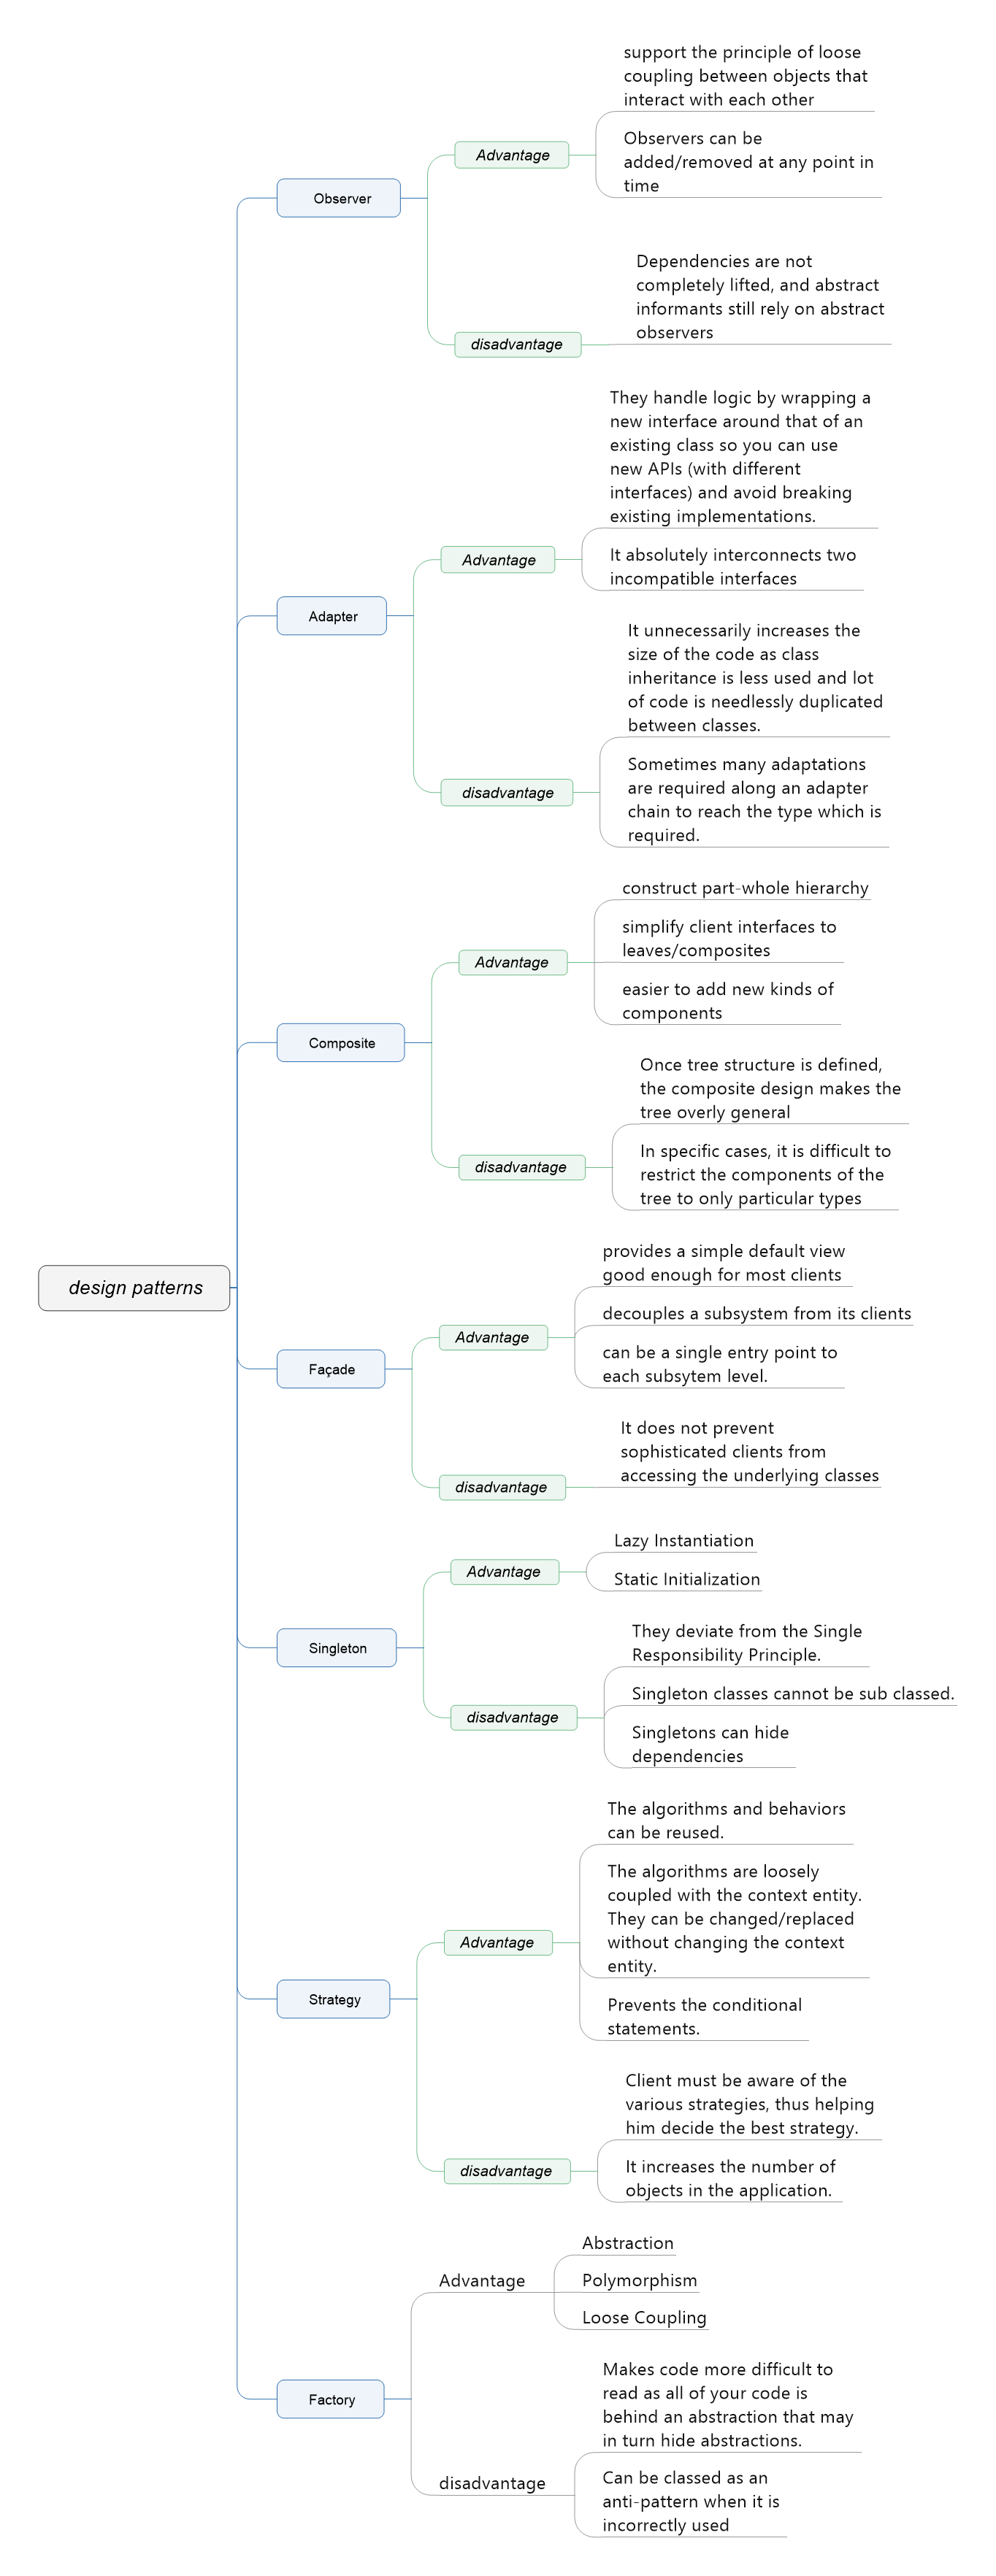 design patterns
Observer
Advantage
support the principle of loose
coupling between objects that
interact with each other
Observers can be
added/removed at any point in
time
disadvantage
Dependencies are not
completely lifted, and abstract
informants still rely on abstract
observers
Adapter
Advantage
They handle logic by wrapping a
new interface around that of an
existing class so you can use
new APIs (with different
interfaces) and avoid breaking
existing implementations.
It absolutely interconnects two
incompatible interfaces
disadvantage
It unnecessarily increases the
size of the code as class
inheritance is less used and lot
of code is needlessly duplicated
between classes.
Sometimes many adaptations
are required along an adapter
chain to reach the type which is
required.
Composite
Advantage
construct part-whole hierarchy
simplify client interfaces to
leaves/composites
easier to add new kinds of
components
disadvantage
Once tree structure is defined,
the composite design makes the
tree overly general
In specific cases, it is difficult to
restrict the components of the
tree to only particular types
Façade
Advantage
provides a simple default view
good enough for most clients
decouples a subsystem from its clients
can be a single entry point to
each subsytem level.
disadvantage
It does not prevent
sophisticated clients from
accessing the underlying classes
Singleton
Advantage
Lazy Instantiation
Static Initialization
disadvantage
They deviate from the Single
Responsibility Principle.
Singleton classes cannot be sub classed.
Singletons can hide
dependencies
Strategy
Advantage
The algorithms and behaviors
can be reused.
The algorithms are loosely
coupled with the context entity.
They can be changed/replaced
without changing the context
entity.
Prevents the conditional
statements.
disadvantage
Client must be aware of the
various strategies, thus helping
him decide the best strategy.
It increases the number of
objects in the application.
Factory
Advantage
Abstraction
Polymorphism
Loose Coupling
disadvantage
Makes code more difficult to
read as all of your code is
behind an abstraction that may
in turn hide abstractions.
Can be classed as an
anti-pattern when it is
incorrectly used